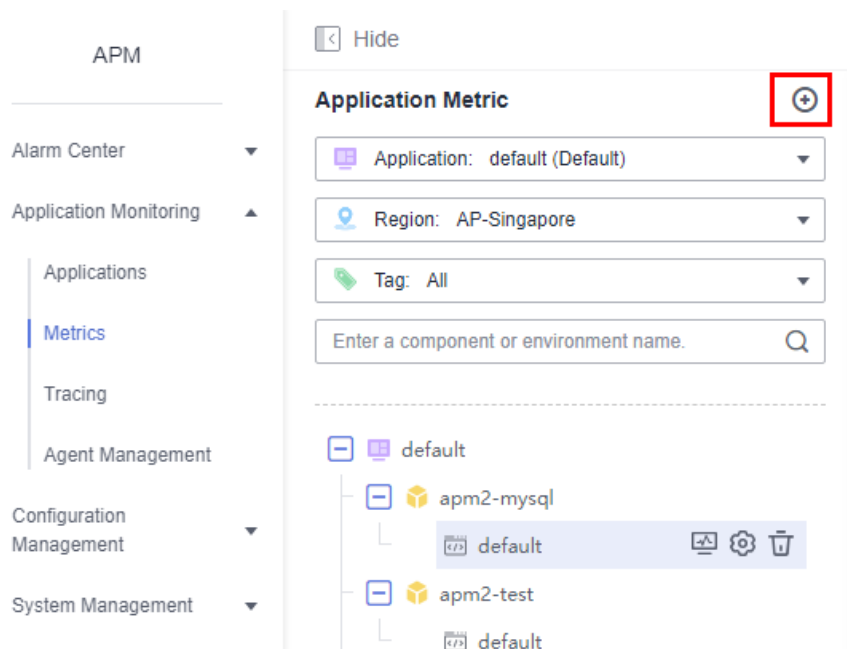 APM
Alarm Center
Application Monitoring
Applications
Metrics
Tracing
Agent Management
Configuration
Management
System Management
Hide
Application Metric
Application: default (Default)
Region: AP-Singapore
Tag: All
Enter a component or environment name.
default
apm2-mysql
default
apm2-test
default